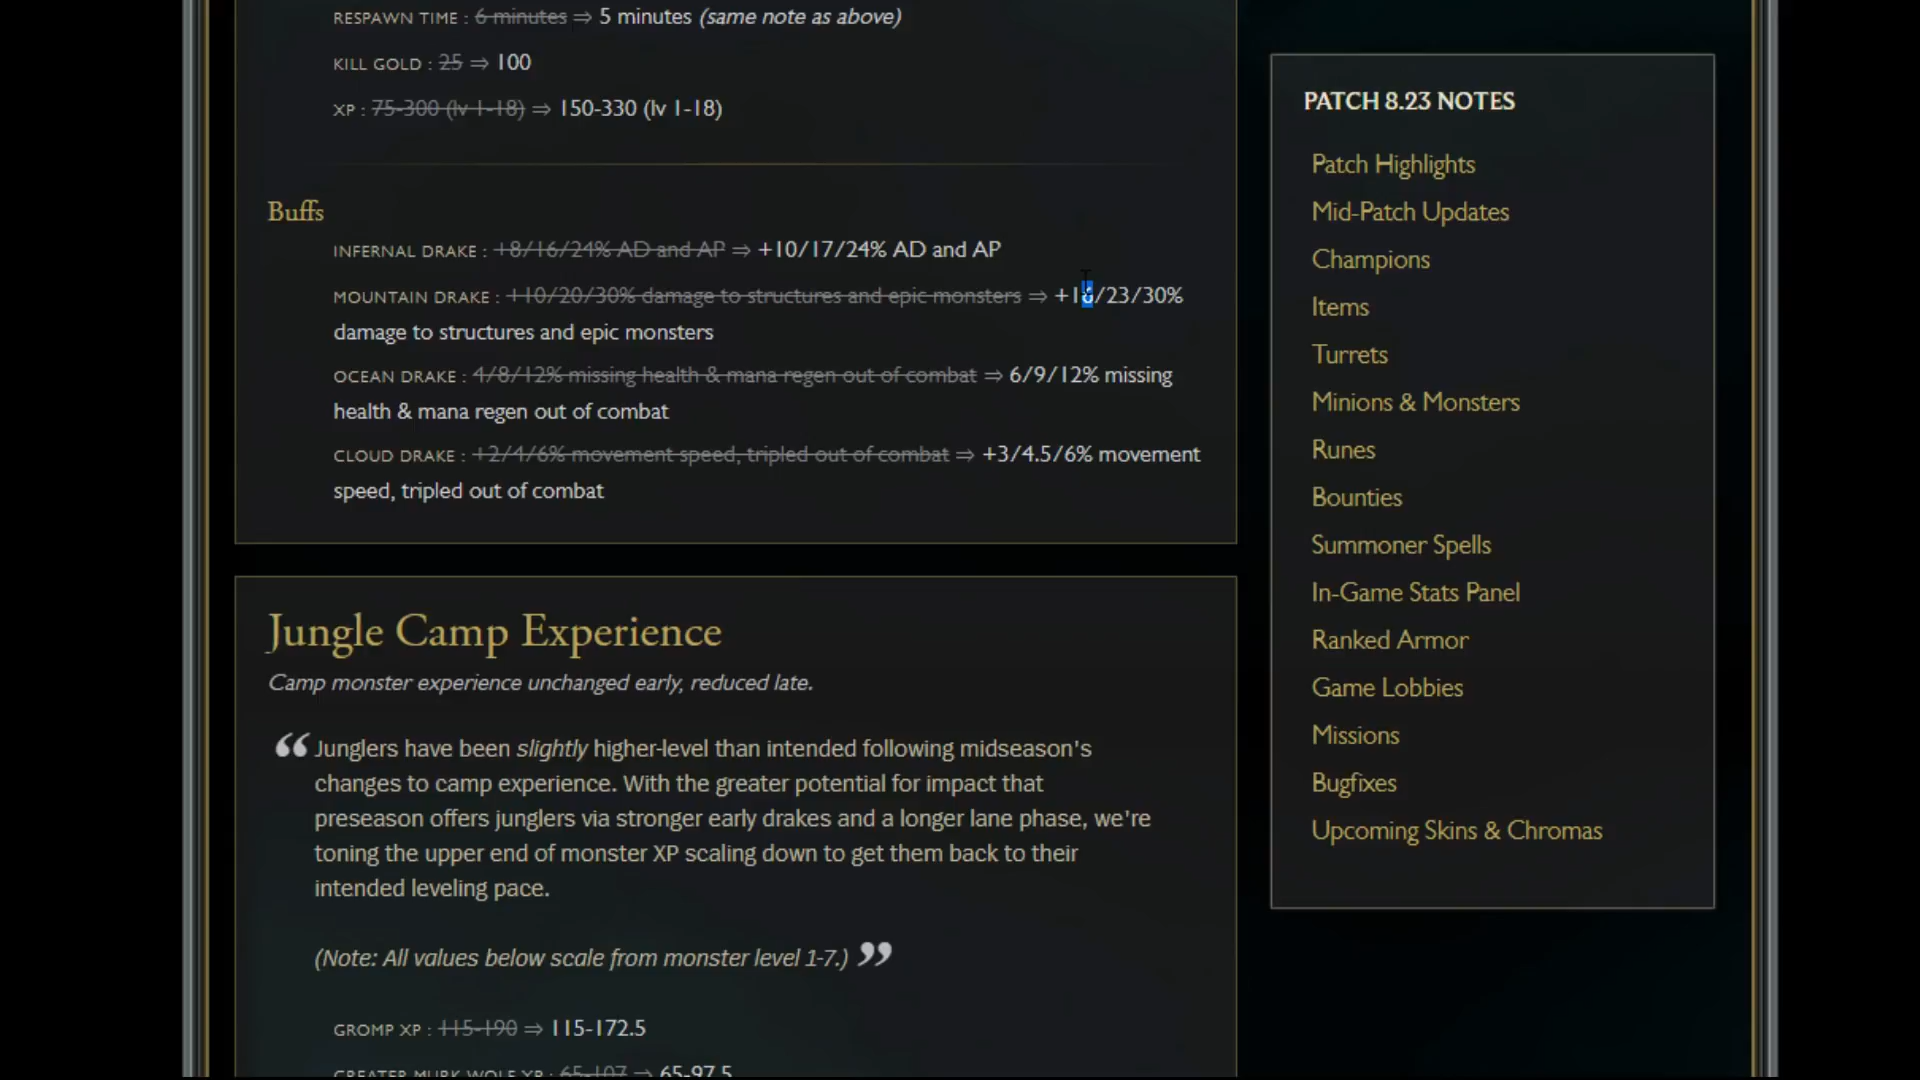 RESPAWN TIME : 6 minutes ⇒ 5 minutes (same note as above)
KILL GOLD : 25 ⇒ 100
XP : 75-300 (lv 1-18) ⇒ 150-330 (lv 1-18)
Buffs
INFERNAL DRAKE : +8/16/24% AD and AP ⇒ +10/17/24% AD and AP
MOUNTAIN DRAKE : +10/20/30% damage to structures and epic monsters ⇒ +16/23/30%
damage to structures and epic monsters
OCEAN DRAKE : 4/8/12% missing health & mana regen out of combat ⇒ 6/9/12% missing
health & mana regen out of combat
CLOUD DRAKE : +2/4/6% movement speed, tripled out of combat ⇒ +3/4.5/6% movement
speed, tripled out of combat
Jungle Camp Experience
Camp monster experience unchanged early, reduced late.
“Junglers have been slightly higher-level than intended following midseason's
changes to camp experience. With the greater potential for impact that
preseason offers junglers via stronger early drakes and a longer lane phase, we're
toning the upper end of monster XP scaling down to get them back to their
intended leveling pace.
(Note: All values below scale from monster level 1-7.) ”
GROMP XP : 115-190 ⇒ 115-172.5
GREATER MURK WOLF XP : 65-107 ⇒ 65-97.5
PATCH 8.23 NOTES
Patch Highlights
Mid-Patch Updates
Champions
Items
Turrets
Minions & Monsters
Runes
Bounties
Summoner Spells
In-Game Stats Panel
Ranked Armor
Game Lobbies
Missions
Bugfixes
Upcoming Skins & Chromas